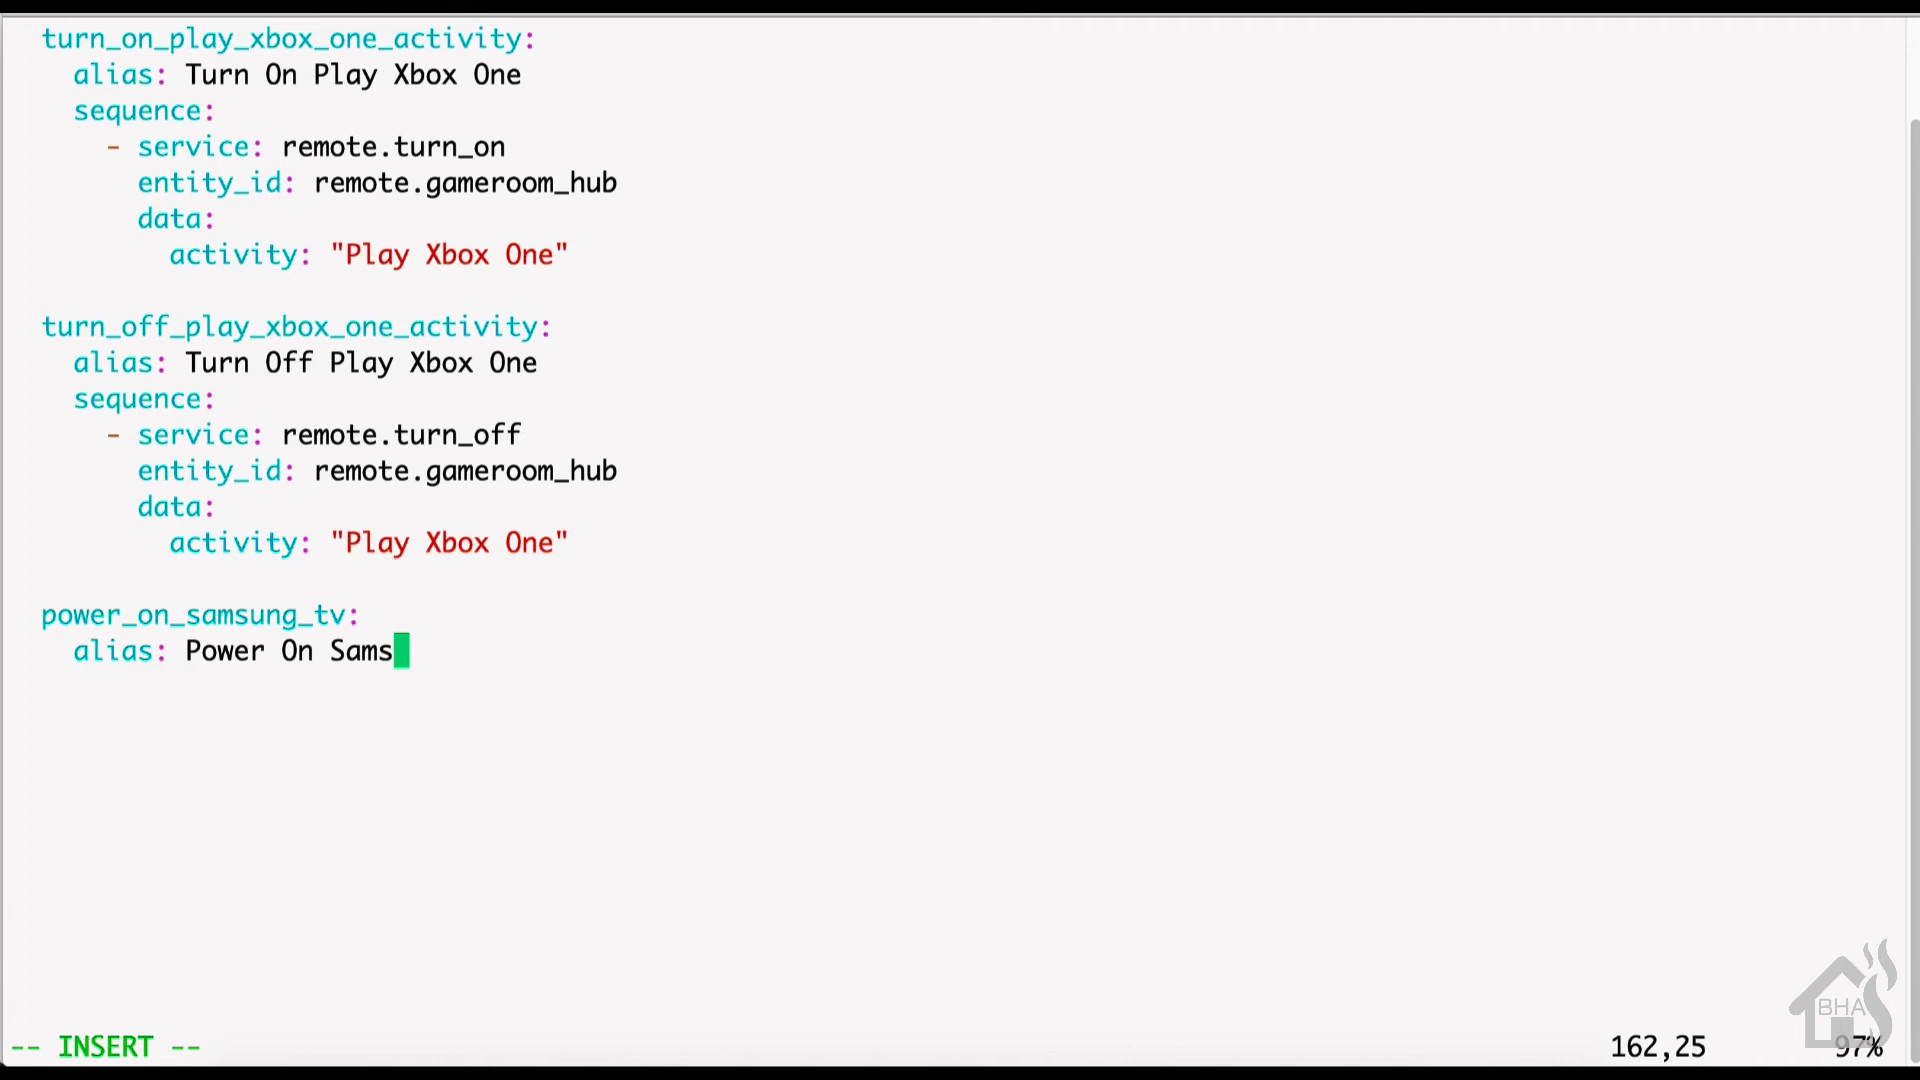 turn_on_play_xbox_one_activity:
alias: Turn On Play Xbox One
sequence:
- service: remote.turn_on
entity_id: remote.gameroom_hub
data:
activity: "Play Xbox One"
turn_off_play_xbox_one_activity:
alias: Turn Off Play Xbox One
sequence:
- service: remote.turn_off
entity_id: remote.gameroom_hub
data:
activity: "Play Xbox One"
power_on_samsung_tv:
alias: Power On Sams
BHA
-- INSERT -- 162,25 97%